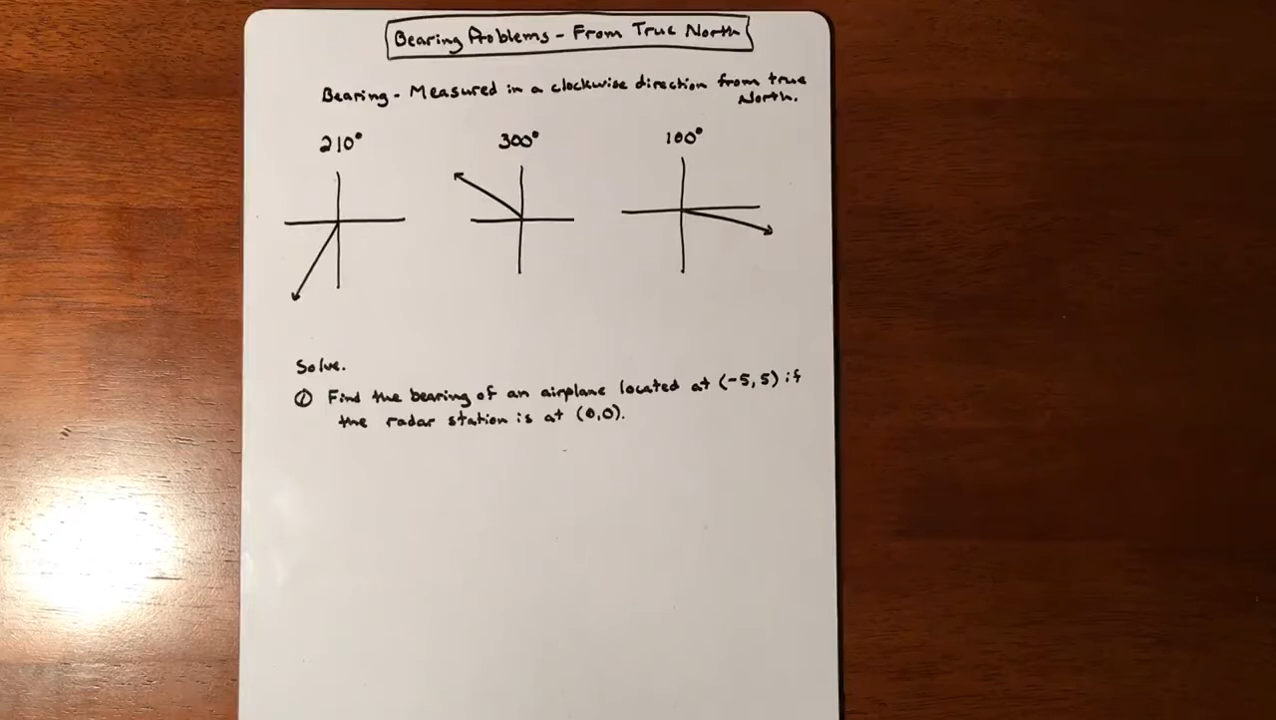 Bearing Problems - From True North
Bearing - Measured in a clockwise direction from true
North.
210° 300° 100°
Solve.
① Find the bearing of an airplane located at (-5, 5) if
the radar station is at (0,0).